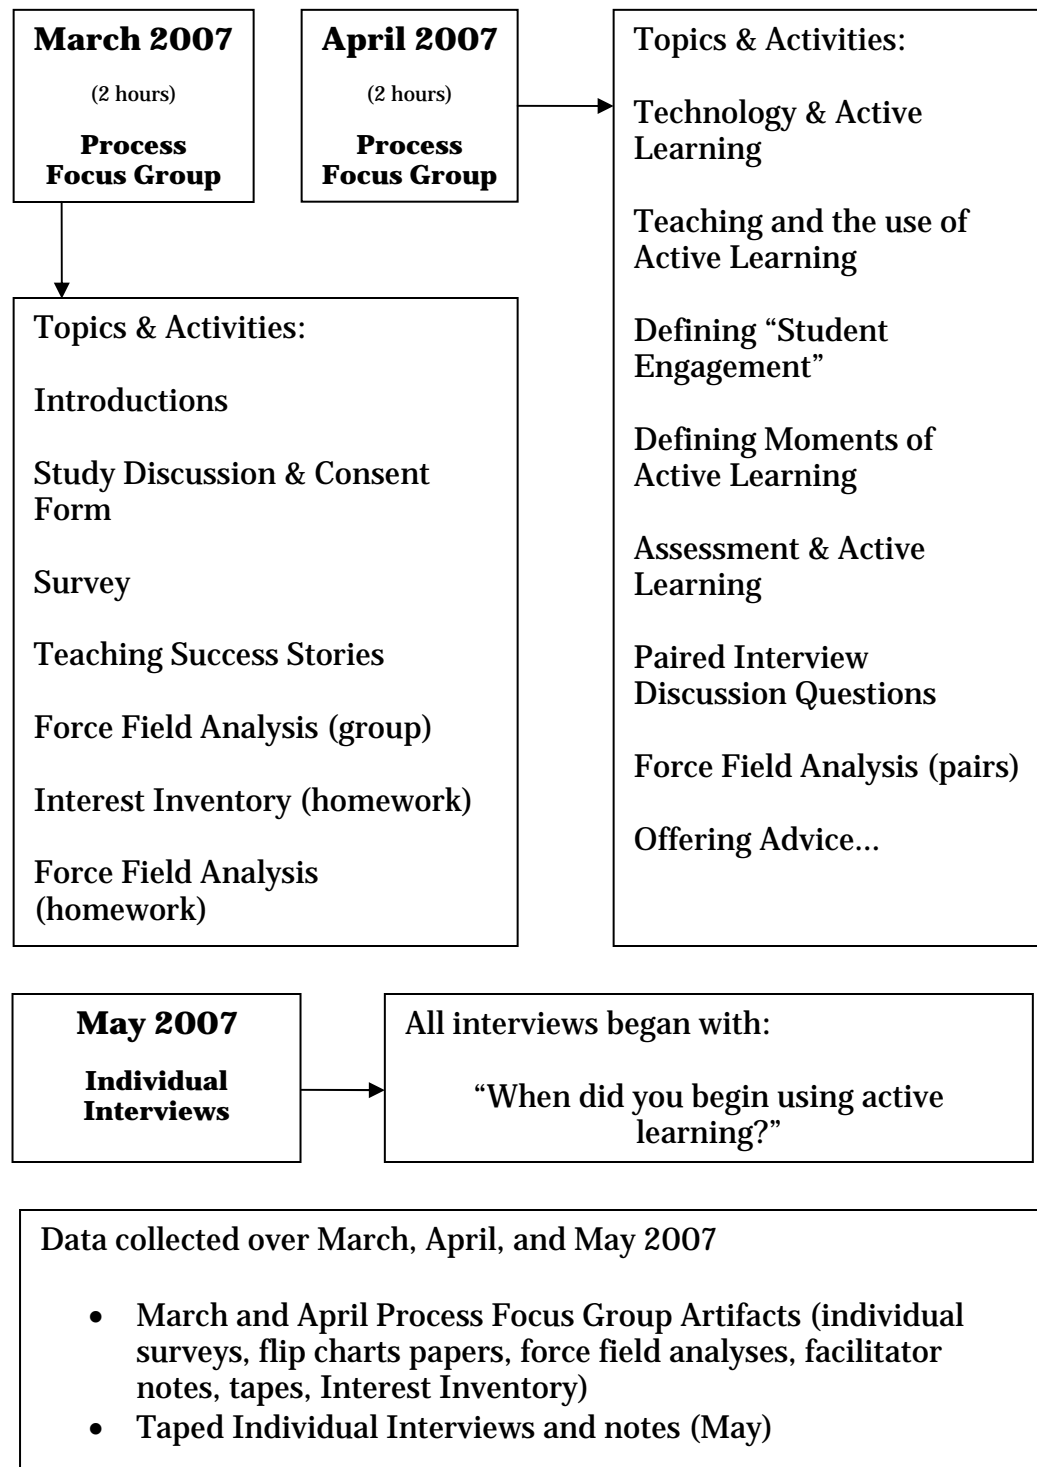 March 2007
(2 hours)
Process
Focus Group
April 2007
(2 hours)
Process
Focus Group
Topics & Activities:
Technology & Active
Learning
Teaching and the use of
Active Learning
Defining “Student
Engagement”
Defining Moments of
Active Learning
Assessment & Active
Learning
Paired Interview
Discussion Questions
Force Field Analysis (pairs)
Offering Advice...
Topics & Activities:
Introductions
Study Discussion & Consent
Form
Survey
Teaching Success Stories
Force Field Analysis (group)
Interest Inventory (homework)
Force Field Analysis
(homework)
May 2007
Individual
Interviews
All interviews began with:
“When did you begin using active
learning?”
Data collected over March, April, and May 2007
• March and April Process Focus Group Artifacts (individual
surveys, flip charts papers, force field analyses, facilitator
notes, tapes, Interest Inventory)
• Taped Individual Interviews and notes (May)